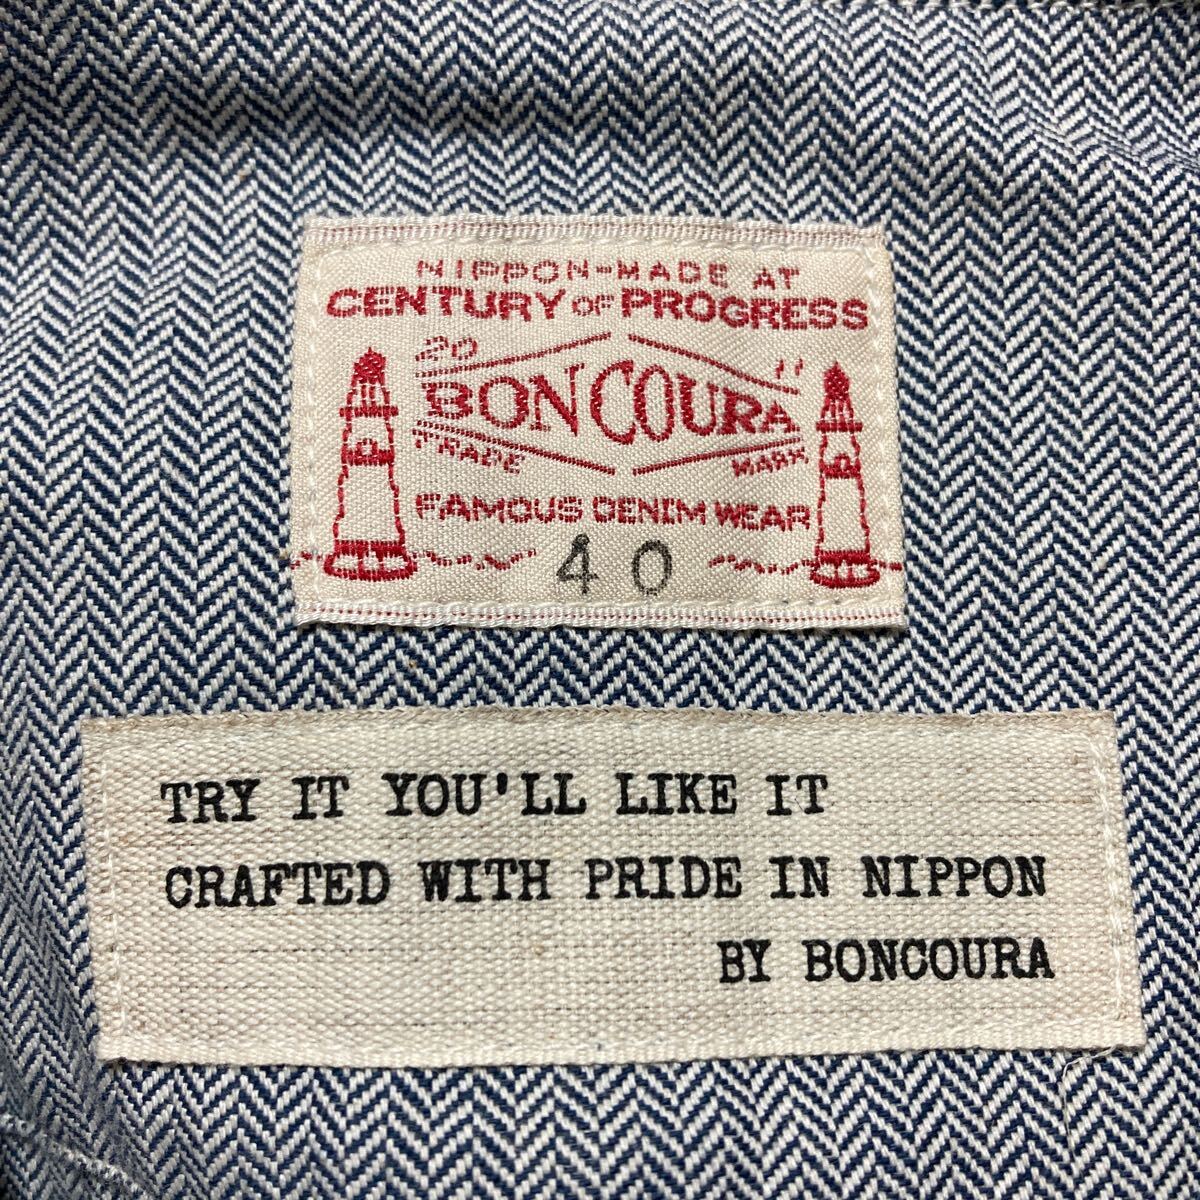 NIPPON-MADE AT
CENTURY OF PROGRESS
20 11
BONCOURA
TRADE MARK
FAMOUS DENIM WEAR
40
TRY IT YOU'LL LIKE IT
CRAFTED WITH PRIDE IN NIPPON
BY BONCOURA